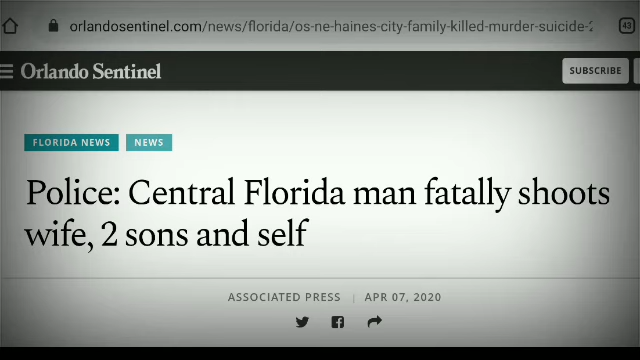 orlandosentinel.com/news/florida/os-ne-haines-city-family-killed-murder-suicide-
43
Orlando Sentinel
SUBSCRIBE
FLORIDA NEWS NEWS
Police: Central Florida man fatally shoots
wife, 2 sons and self
ASSOCIATED PRESS | APR 07, 2020